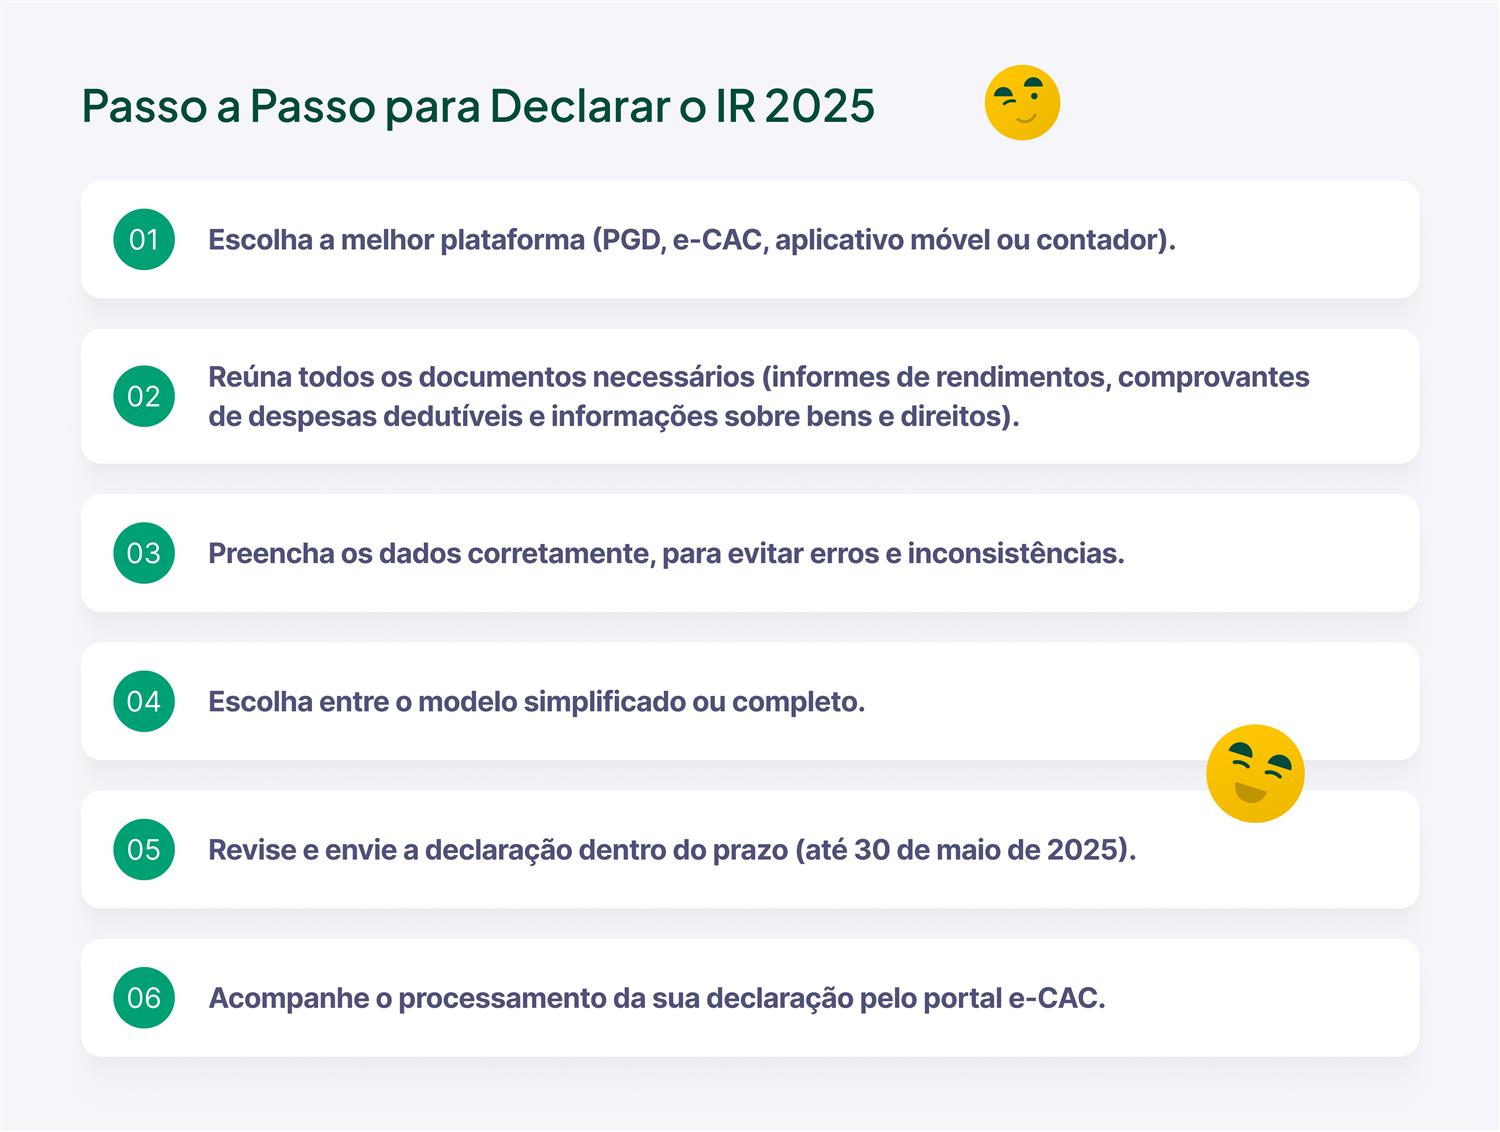 Passo a Passo para Declarar o IR 2025
01
Escolha a melhor plataforma (PGD, e-CAC, aplicativo móvel ou contador).
02
Reúna todos os documentos necessários (informes de rendimentos, comprovantes
de despesas dedutíveis e informações sobre bens e direitos).
03
Preencha os dados corretamente, para evitar erros e inconsistências.
04
Escolha entre o modelo simplificado ou completo.
05
Revise e envie a declaração dentro do prazo (até 30 de maio de 2025).
06
Acompanhe o processamento da sua declaração pelo portal e-CAC.